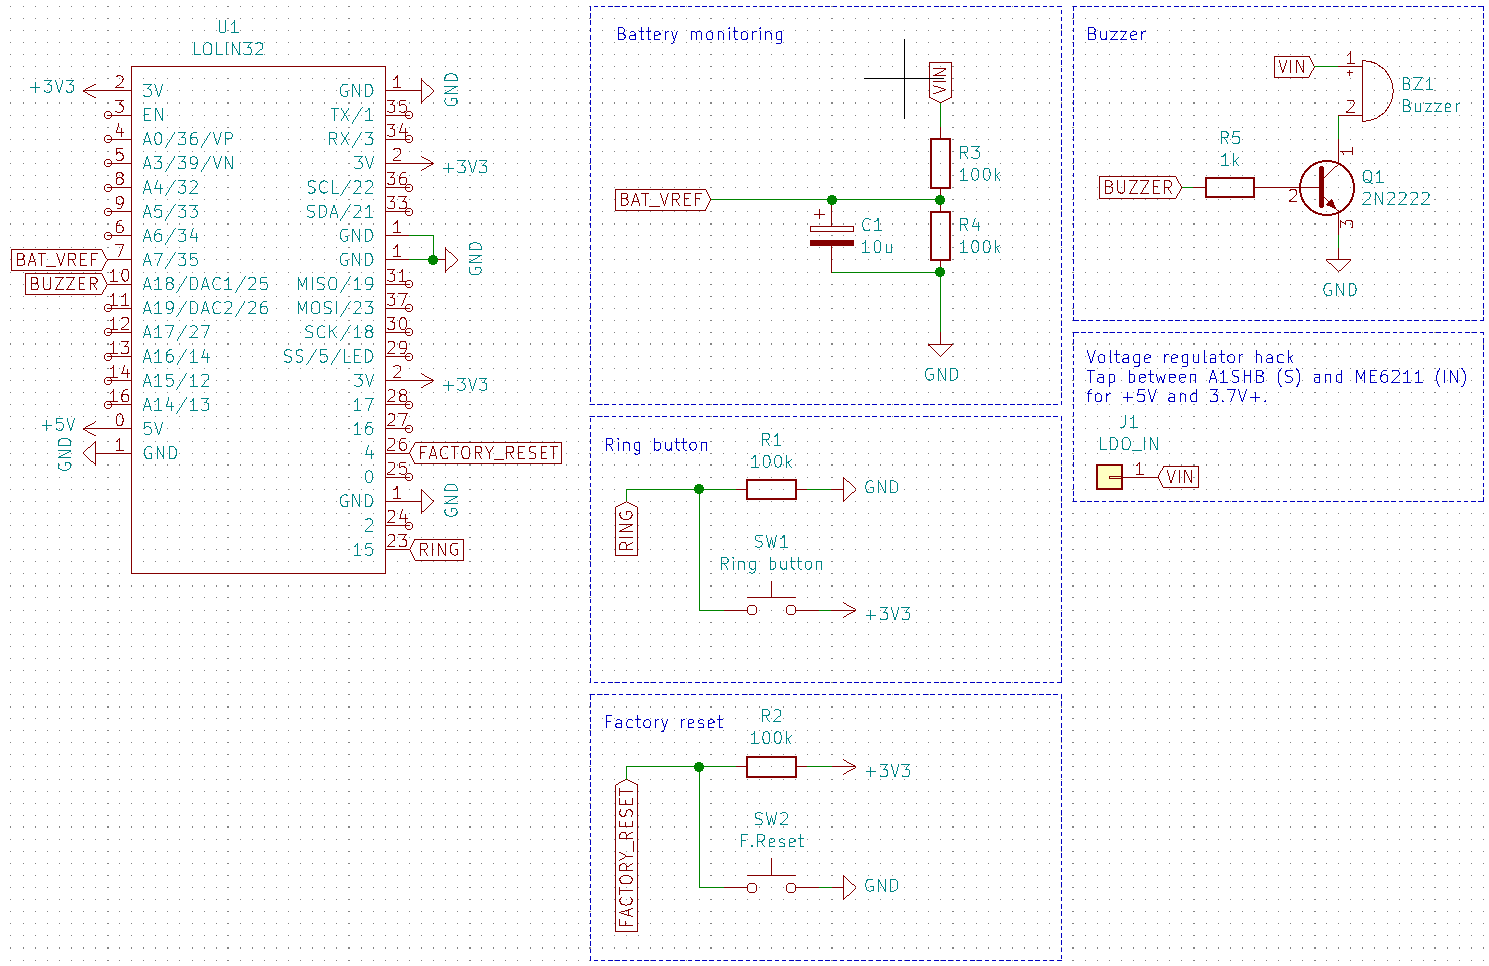 U1
LOLIN32
+3V3
2
3V
3
EN
4
A0/36/VP
5
A3/39/VN
8
A4/32
9
A5/33
6
A6/34
BAT_VREF
7
A7/35
BUZZER
10
A18/DAC1/25
11
A19/DAC2/26
12
A17/27
13
A16/14
14
A15/12
16
A14/13
+5V
0
5V
GND
1
GND
GND
1
GND
TX/1
35
RX/3
34
3V
2
+3V3
SCL/22
36
SDA/21
33
GND
1
GND
1
GND
MISO/19
31
MOSI/23
37
SCK/18
30
SS/5/LED
29
3V
2
+3V3
17
28
16
27
4
26
FACTORY_RESET
0
25
GND
1
GND
2
24
15
23
RING
Battery monitoring
VIN
R3
100k
BAT_VREF
+
C1
10u
R4
100k
GND
Ring button
R1
100k
GND
RING
SW1
Ring button
+3V3
Factory reset
R2
100k
+3V3
FACTORY_RESET
SW2
F.Reset
GND
Buzzer
VIN
1
+
2
BZ1
Buzzer
R5
1k
BUZZER
1
2
3
Q1
2N2222
GND
Voltage regulator hack
Tap between A1SHB (S) and ME6211 (IN)
for +5V and 3.7V+.
J1
LDO_IN
1
VIN